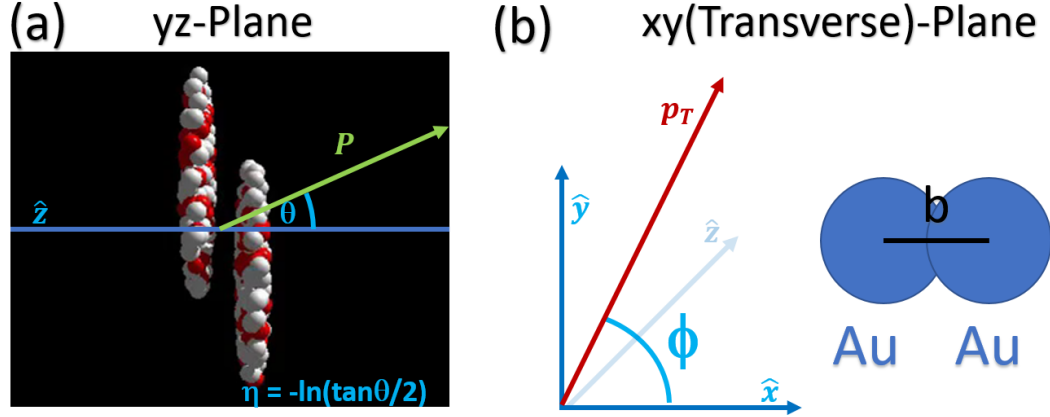 (a) yz-Plane
P
ẑ
θ
η = -ln(tanθ/2)
(b) xy(Transverse)-Plane
p_T
ŷ
ẑ
ϕ
x̂
b
Au Au